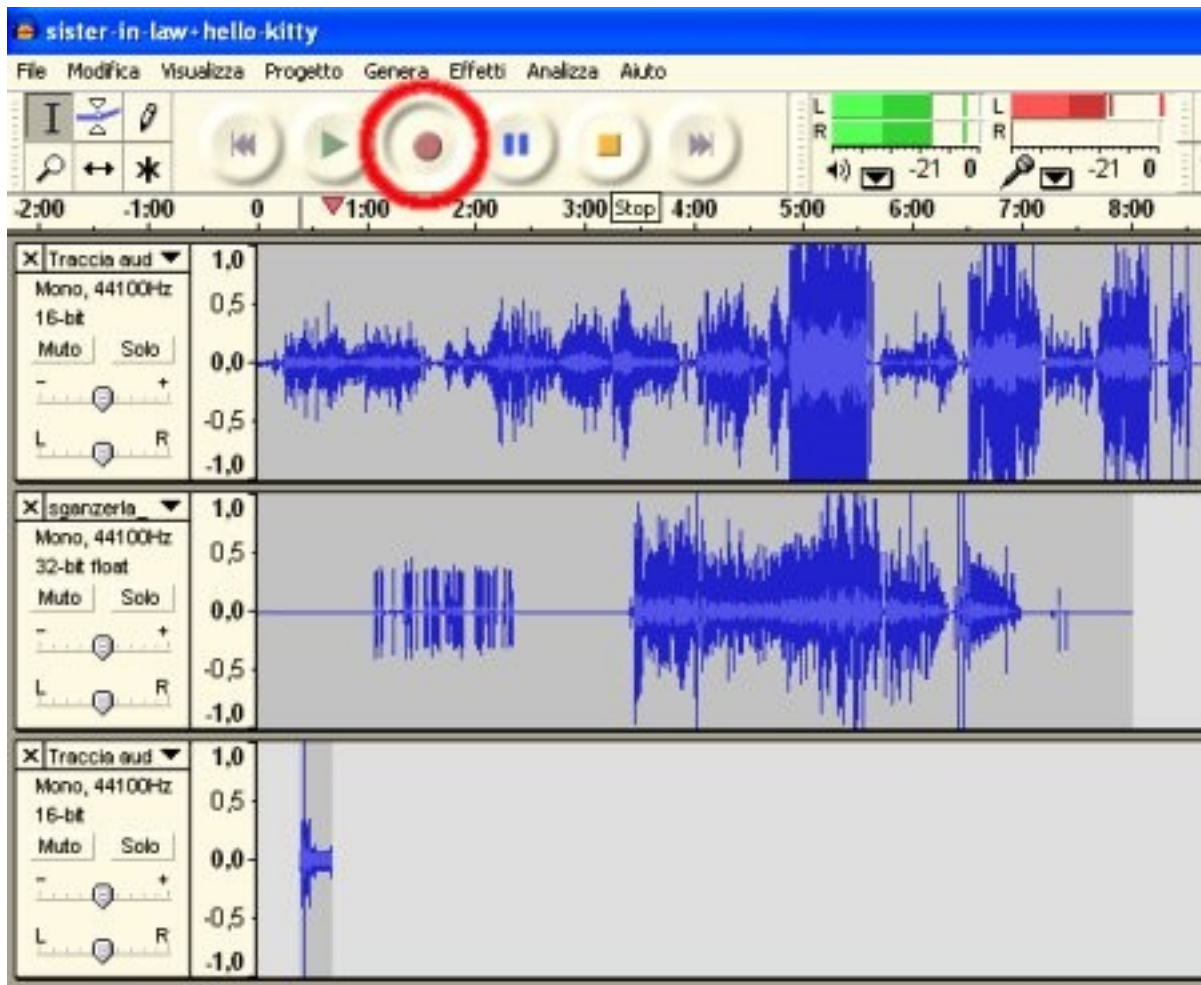 sister-in-law+hello-kitty
File Modifica Visualizza Progetto Genera Effetti Analizza Aiuto
L
R
-21 0
L
R
-21 0
-2:00 -1:00 0 1:00 2:00 3:00 Stop 4:00 5:00 6:00 7:00 8:00
X Traccia aud
Mono, 44100Hz
16-bit
Muto Solo
- +
L R
1,0
0,5
0,0
-0,5
-1,0
X sganzerla_
Mono, 44100Hz
32-bit float
Muto Solo
- +
L R
1,0
0,5
0,0
-0,5
-1,0
X Traccia aud
Mono, 44100Hz
16-bit
Muto Solo
- +
L R
1,0
0,5
0,0
-0,5
-1,0